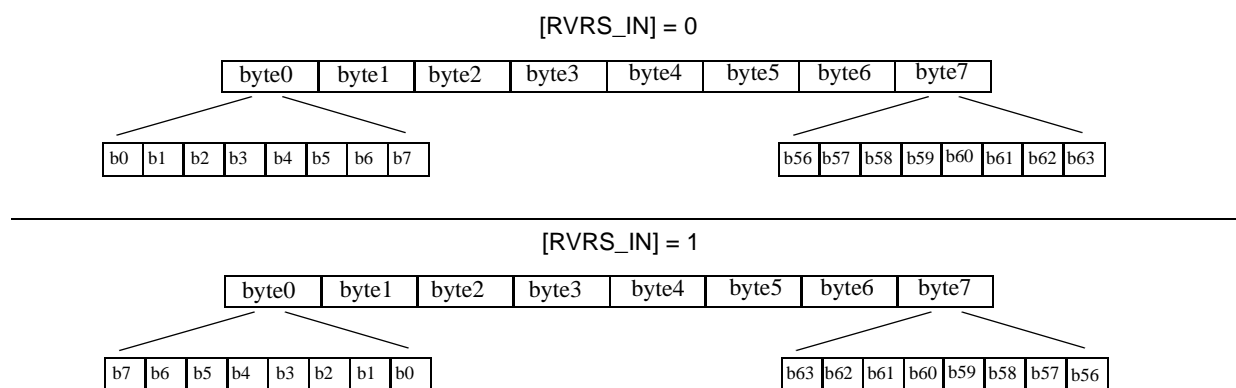 [RVRS_IN] = 0
byte0 byte1 byte2 byte3 byte4 byte5 byte6 byte7
b0 b1 b2 b3 b4 b5 b6 b7 b56 b57 b58 b59 b60 b61 b62 b63
[RVRS_IN] = 1
byte0 byte1 byte2 byte3 byte4 byte5 byte6 byte7
b7 b6 b5 b4 b3 b2 b1 b0 b63 b62 b61 b60 b59 b58 b57 b56